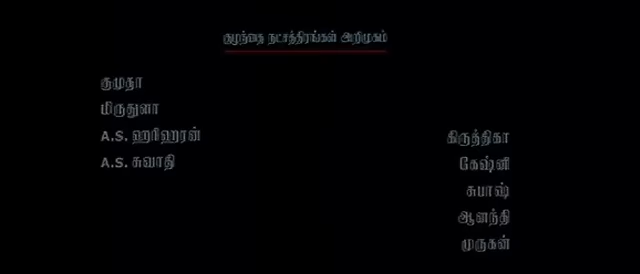 குழந்தை நட்சத்திரங்கள் அறிமுகம்
குமுதா
மிருதுளா
A.S. ஹரிஹரன்
A.S. சுவாதி
கிருத்திகா
கேஷ்னி
சுபாஷ்
ஆனந்தி
முருகன்